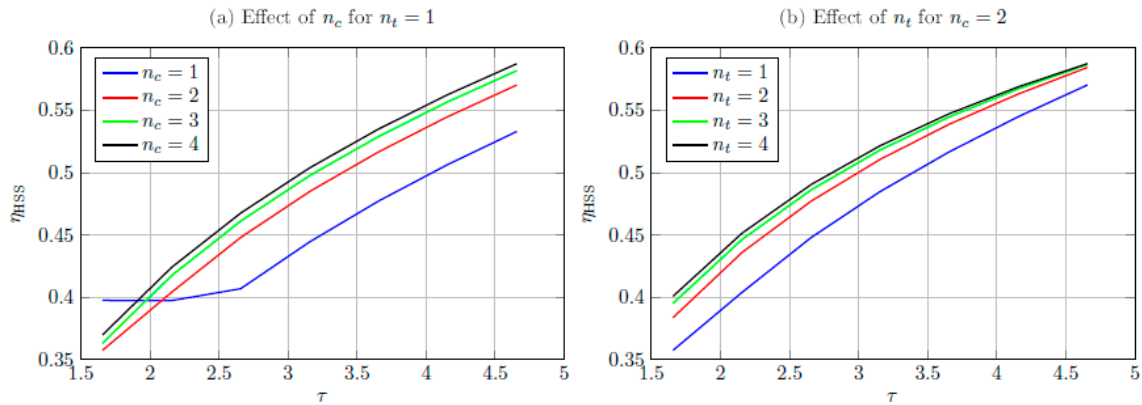 (a) Effect of n_c for n_t = 1
0.6
0.55
0.5
0.45
0.4
0.35
η_HSS
n_c = 1
n_c = 2
n_c = 3
n_c = 4
1.5 2 2.5 3 3.5 4 4.5 5
τ
(b) Effect of n_t for n_c = 2
0.6
0.55
0.5
0.45
0.4
0.35
η_HSS
n_t = 1
n_t = 2
n_t = 3
n_t = 4
1.5 2 2.5 3 3.5 4 4.5 5
τ